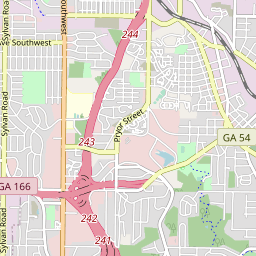 Sylvan Road
Southwest
244
ve Southwest
Pryor Street
243
GA 54
GA 166
Sylvan Road
242
241